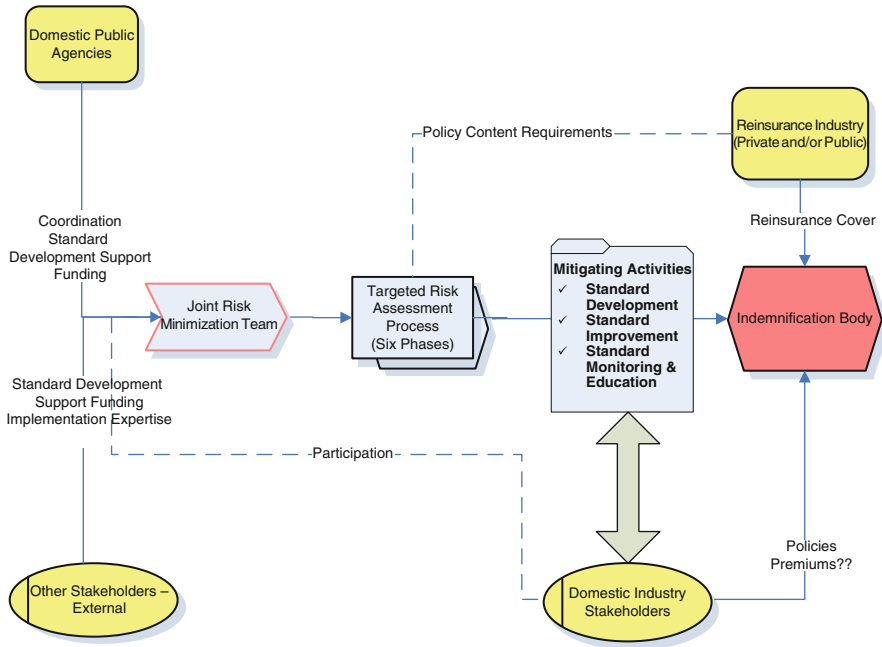 Domestic Public
Agencies
Policy Content Requirements
Reinsurance Industry
(Private and/or Public)
Reinsurance Cover
Coordination
Standard
Development Support
Funding
Joint Risk
Minimization Team
Targeted Risk
Assessment
Process
(Six Phases)
Mitigating Activities
✓ Standard
Development
✓ Standard
Improvement
✓ Standard
Monitoring &
Education
Indemnification Body
Standard Development
Support Funding
Implementation Expertise
Participation
Policies
Premiums??
Other Stakeholders –
External
Domestic Industry
Stakeholders